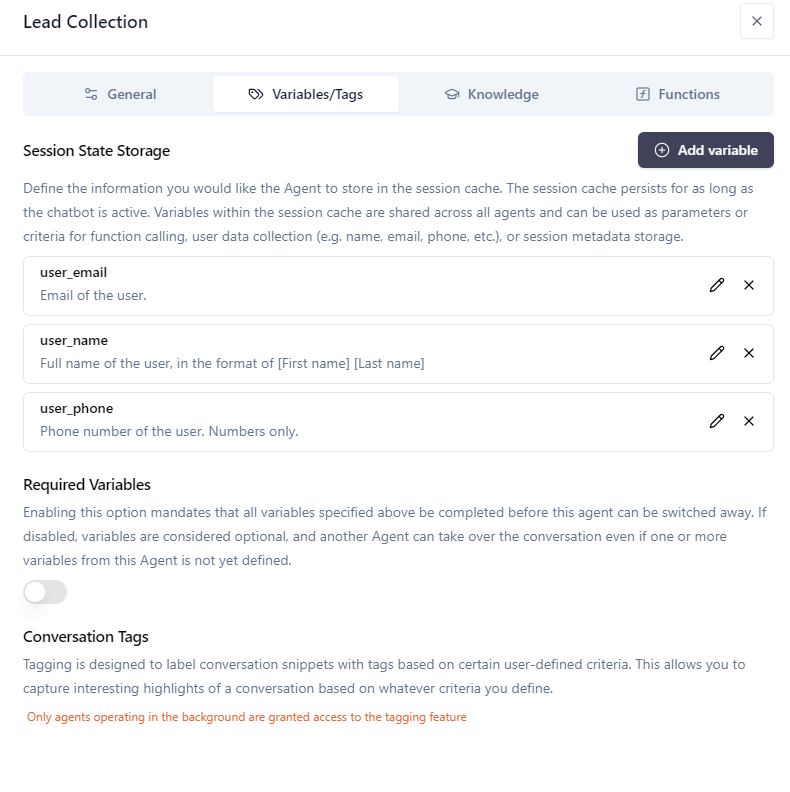 Lead Collection
General
Variables/Tags
Knowledge
Functions
Session State Storage
Add variable
Define the information you would like the Agent to store in the session cache. The session cache persists for as long as
the chatbot is active. Variables within the session cache are shared across all agents and can be used as parameters or
criteria for function calling, user data collection (e.g. name, email, phone, etc.), or session metadata storage.
user_email
Email of the user.
user_name
Full name of the user, in the format of [First name] [Last name]
user_phone
Phone number of the user. Numbers only.
Required Variables
Enabling this option mandates that all variables specified above be completed before this agent can be switched away. If
disabled, variables are considered optional, and another Agent can take over the conversation even if one or more
variables from this Agent is not yet defined.
Conversation Tags
Tagging is designed to label conversation snippets with tags based on certain user-defined criteria. This allows you to
capture interesting highlights of a conversation based on whatever criteria you define.
Only agents operating in the background are granted access to the tagging feature